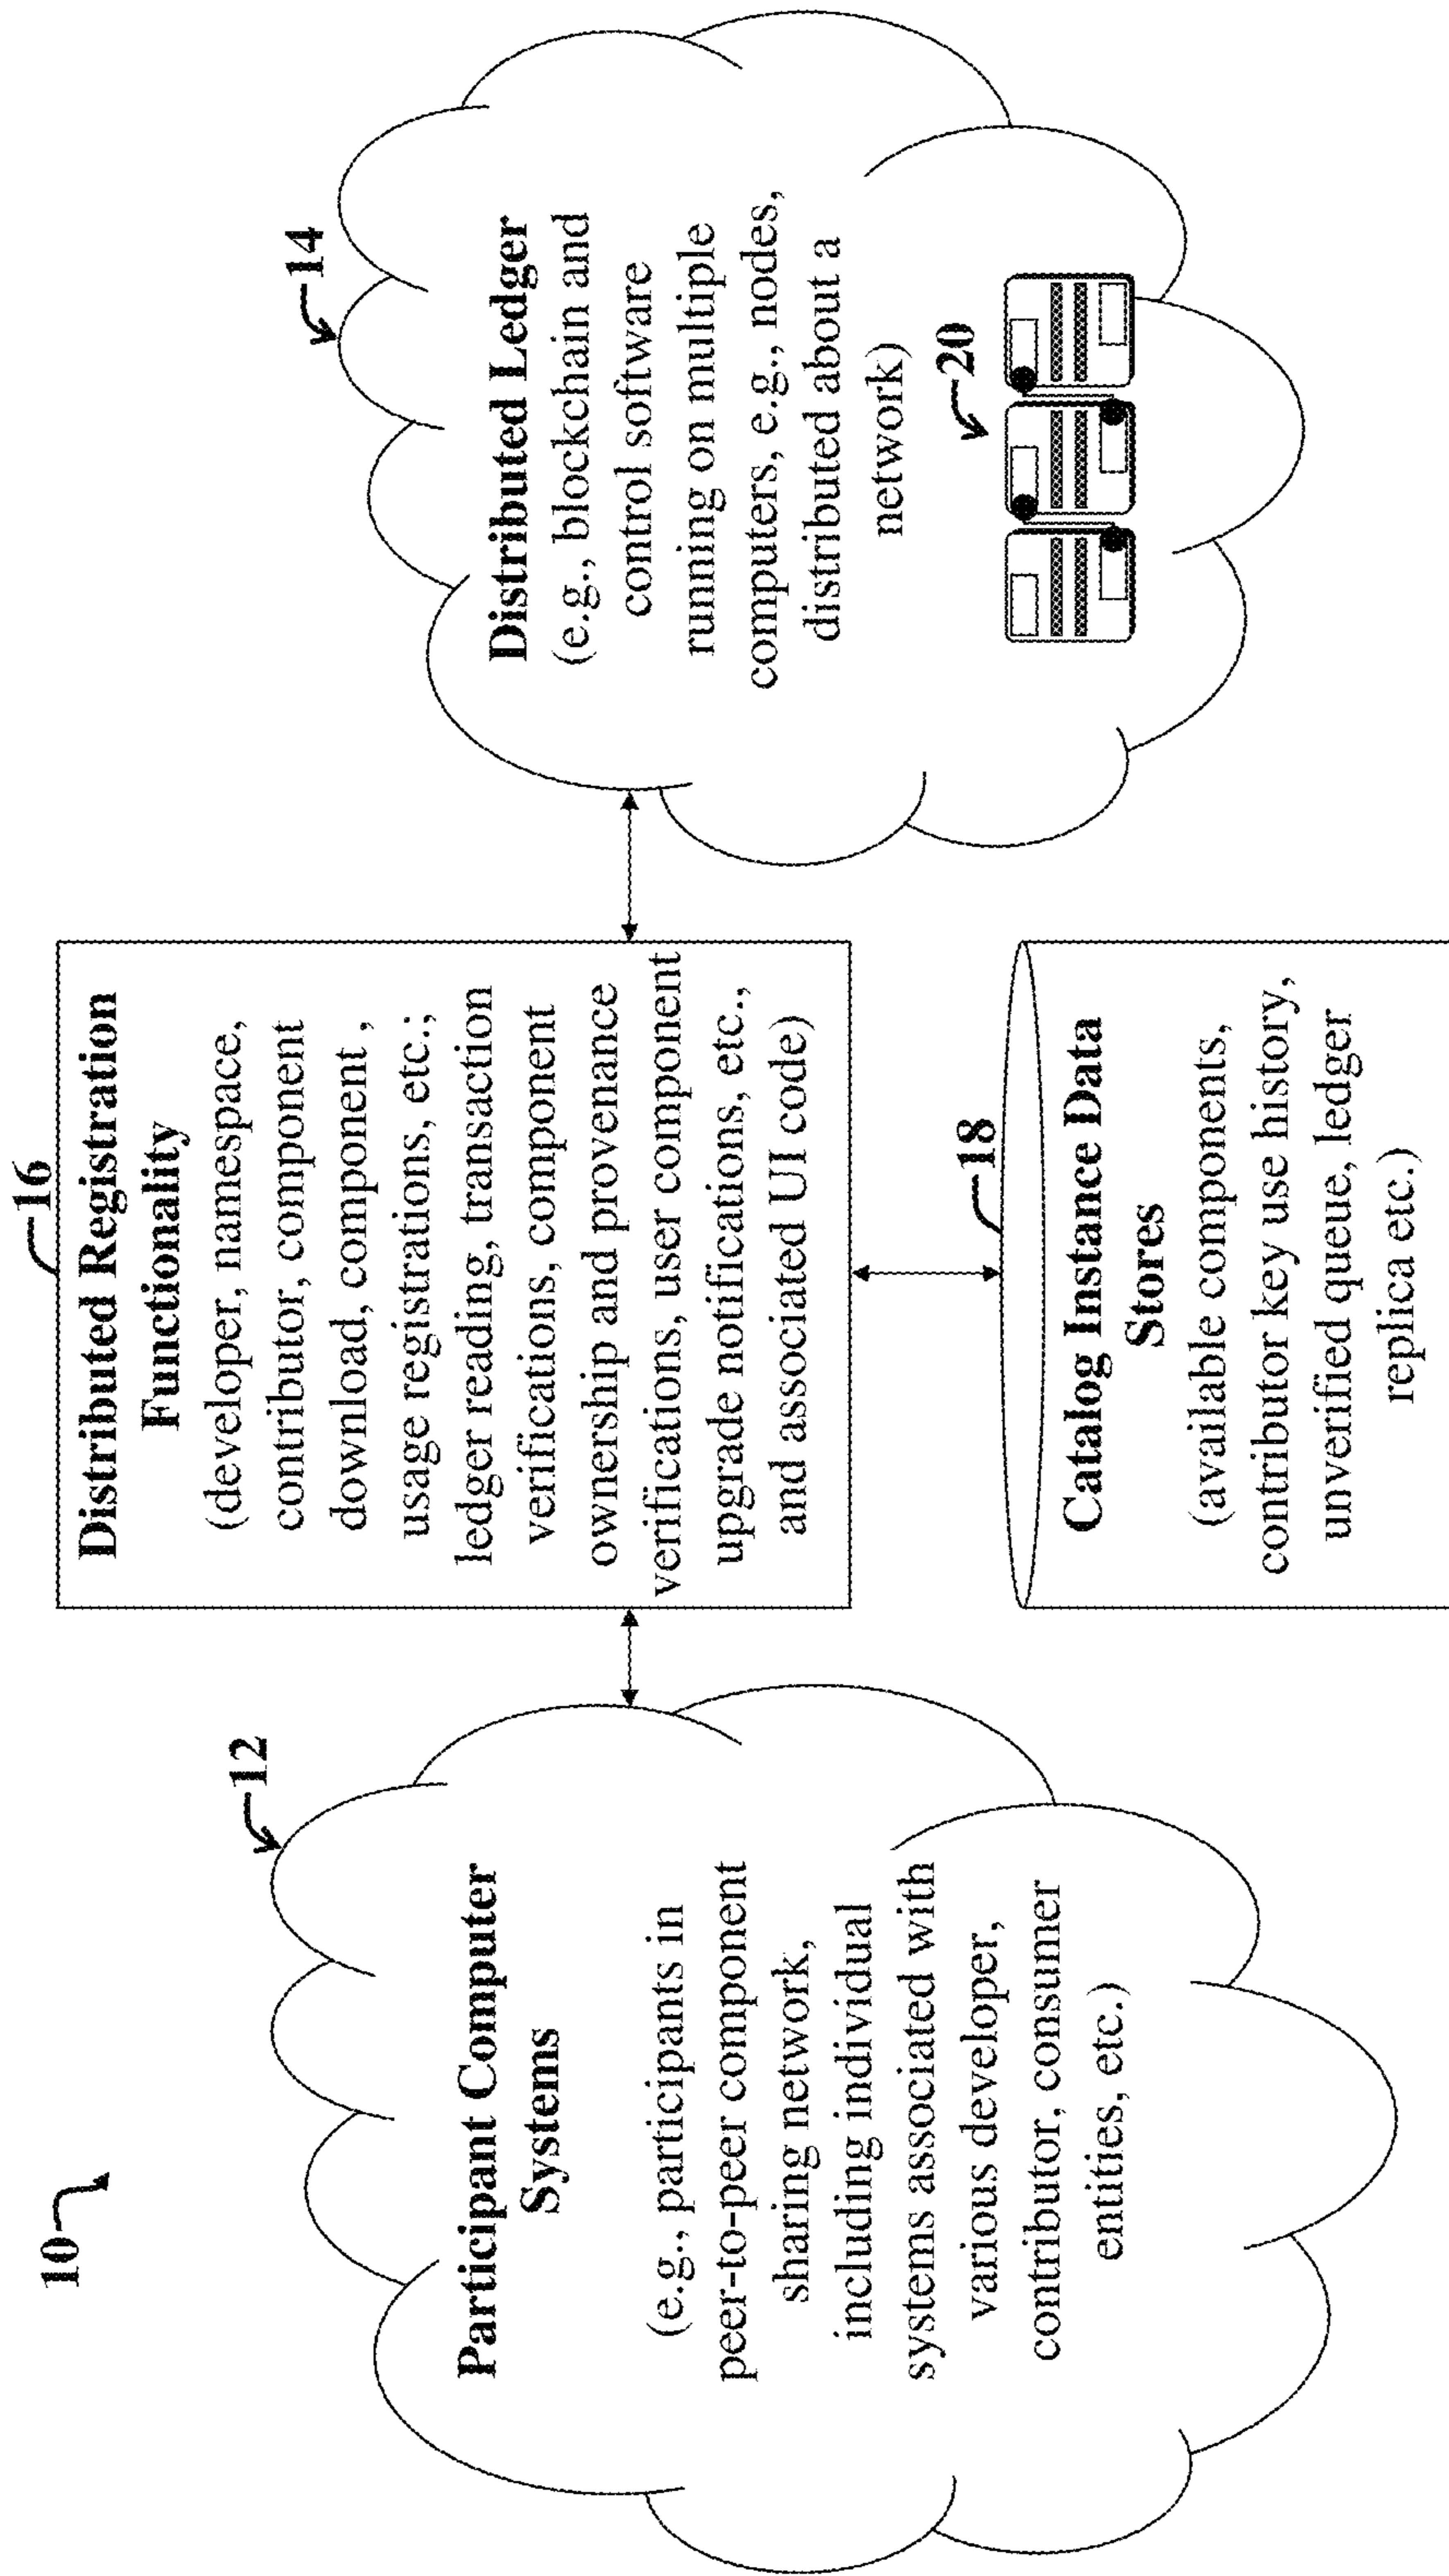 10
12
Participant Computer
Systems
(e.g., participants in
peer-to-peer component
sharing network,
including individual
systems associated with
various developer,
contributor, consumer
entities, etc.)
16
Distributed Registration
Functionality
(developer, namespace,
contributor, component
download, component ,
usage registrations, etc.;
ledger reading, transaction
verifications, component
ownership and provenance
verifications, user component
upgrade notifications, etc.,
and associated UI code)
18
Catalog Instance Data
Stores
(available components,
contributor key use history,
unverified queue, ledger
replica etc.)
14
Distributed Ledger
(e.g., blockchain and
control software
running on multiple
computers, e.g., nodes,
distributed about a
network)
20